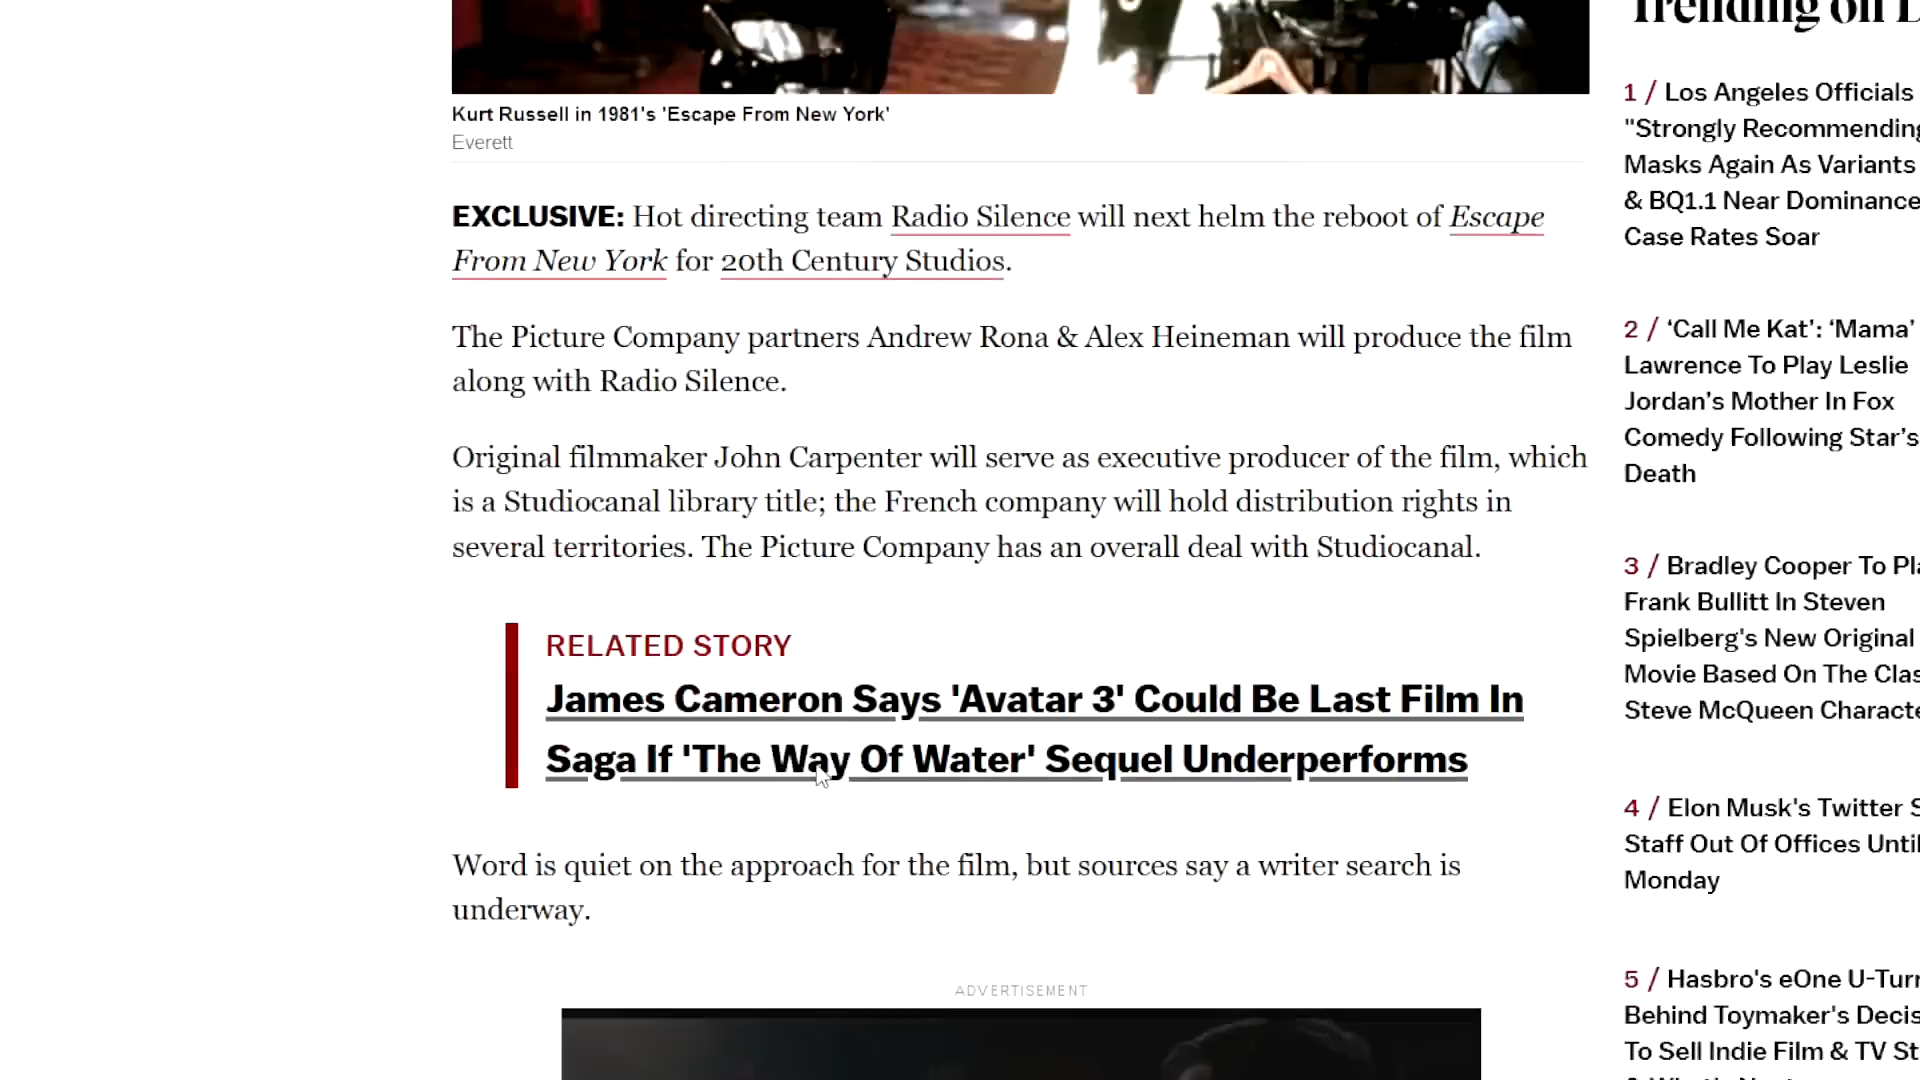 Trending on
Kurt Russell in 1981's 'Escape From New York'
Everett
EXCLUSIVE: Hot directing team Radio Silence will next helm the reboot of Escape
From New York for 20th Century Studios.
The Picture Company partners Andrew Rona & Alex Heineman will produce the film
along with Radio Silence.
Original filmmaker John Carpenter will serve as executive producer of the film, which
is a Studiocanal library title; the French company will hold distribution rights in
several territories. The Picture Company has an overall deal with Studiocanal.
RELATED STORY
James Cameron Says 'Avatar 3' Could Be Last Film In
Saga If 'The Way Of Water' Sequel Underperforms
Word is quiet on the approach for the film, but sources say a writer search is
underway.
ADVERTISEMENT
1 / Los Angeles Officials
"Strongly Recommending
Masks Again As Variants
& BQ1.1 Near Dominance
Case Rates Soar
2 / ‘Call Me Kat’: ‘Mama’
Lawrence To Play Leslie
Jordan’s Mother In Fox
Comedy Following Star’s
Death
3 / Bradley Cooper To
Frank Bullitt In Steven
Spielberg's New Original
Movie Based On The
Steve McQueen
4 / Elon Musk's Twitter
Staff Out Of Offices Until
Monday
5 / Hasbro's eOne
Behind Toymaker's
To Sell Indie Film & TV